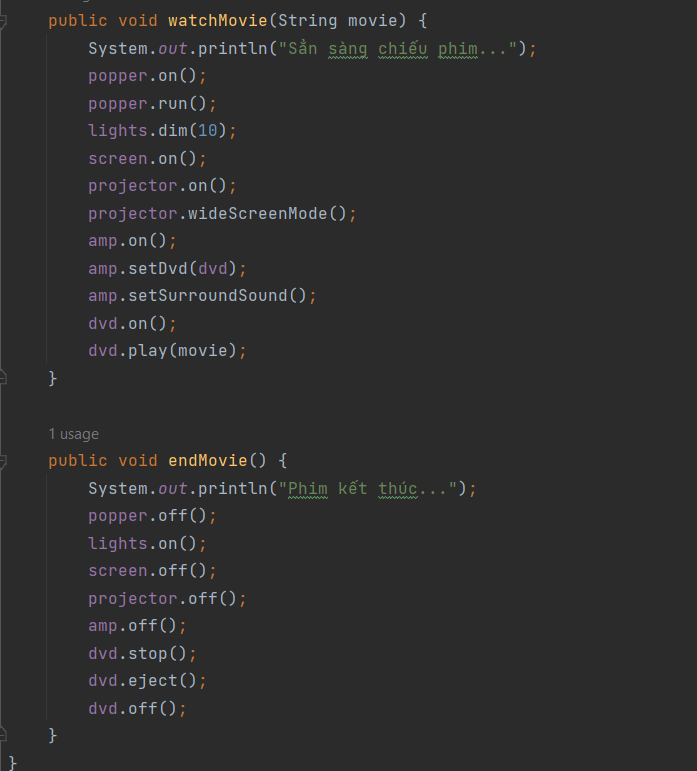 public void watchMovie(String movie) {
System.out.println("Sẳn sàng chiếu phim...");
popper.on();
popper.run();
lights.dim(10);
screen.on();
projector.on();
projector.wideScreenMode();
amp.on();
amp.setDvd(dvd);
amp.setSurroundSound();
dvd.on();
dvd.play(movie);
}
1 usage
public void endMovie() {
System.out.println("Phim kết thúc...");
popper.off();
lights.on();
screen.off();
projector.off();
amp.off();
dvd.stop();
dvd.eject();
dvd.off();
}
}